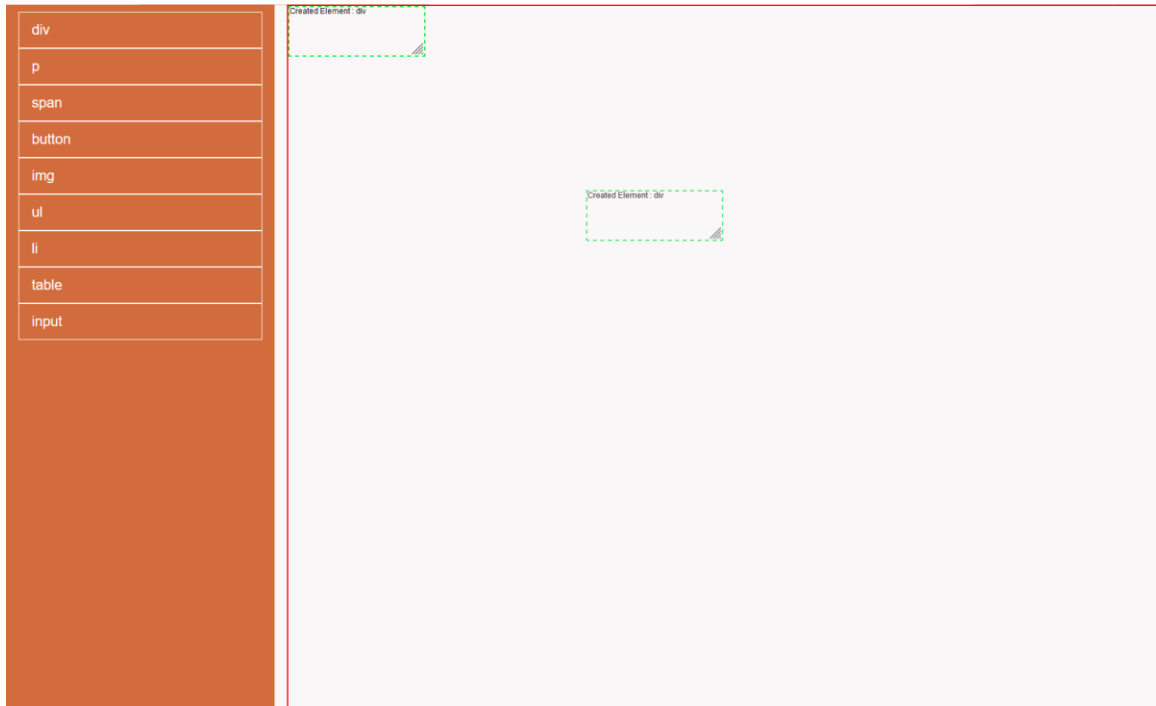 div
p
span
button
img
ul
li
table
input
Created Element : div
Created Element : div